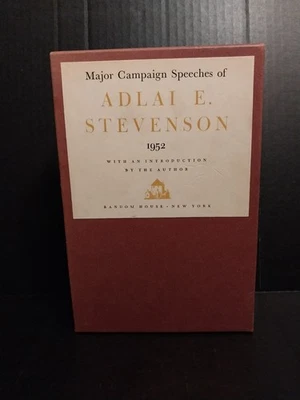 Major Campaign Speeches of
ADLAI E.
STEVENSON
1952
WITH AN INTRODUCTION
BY THE AUTHOR
RANDOM HOUSE · NEW YORK